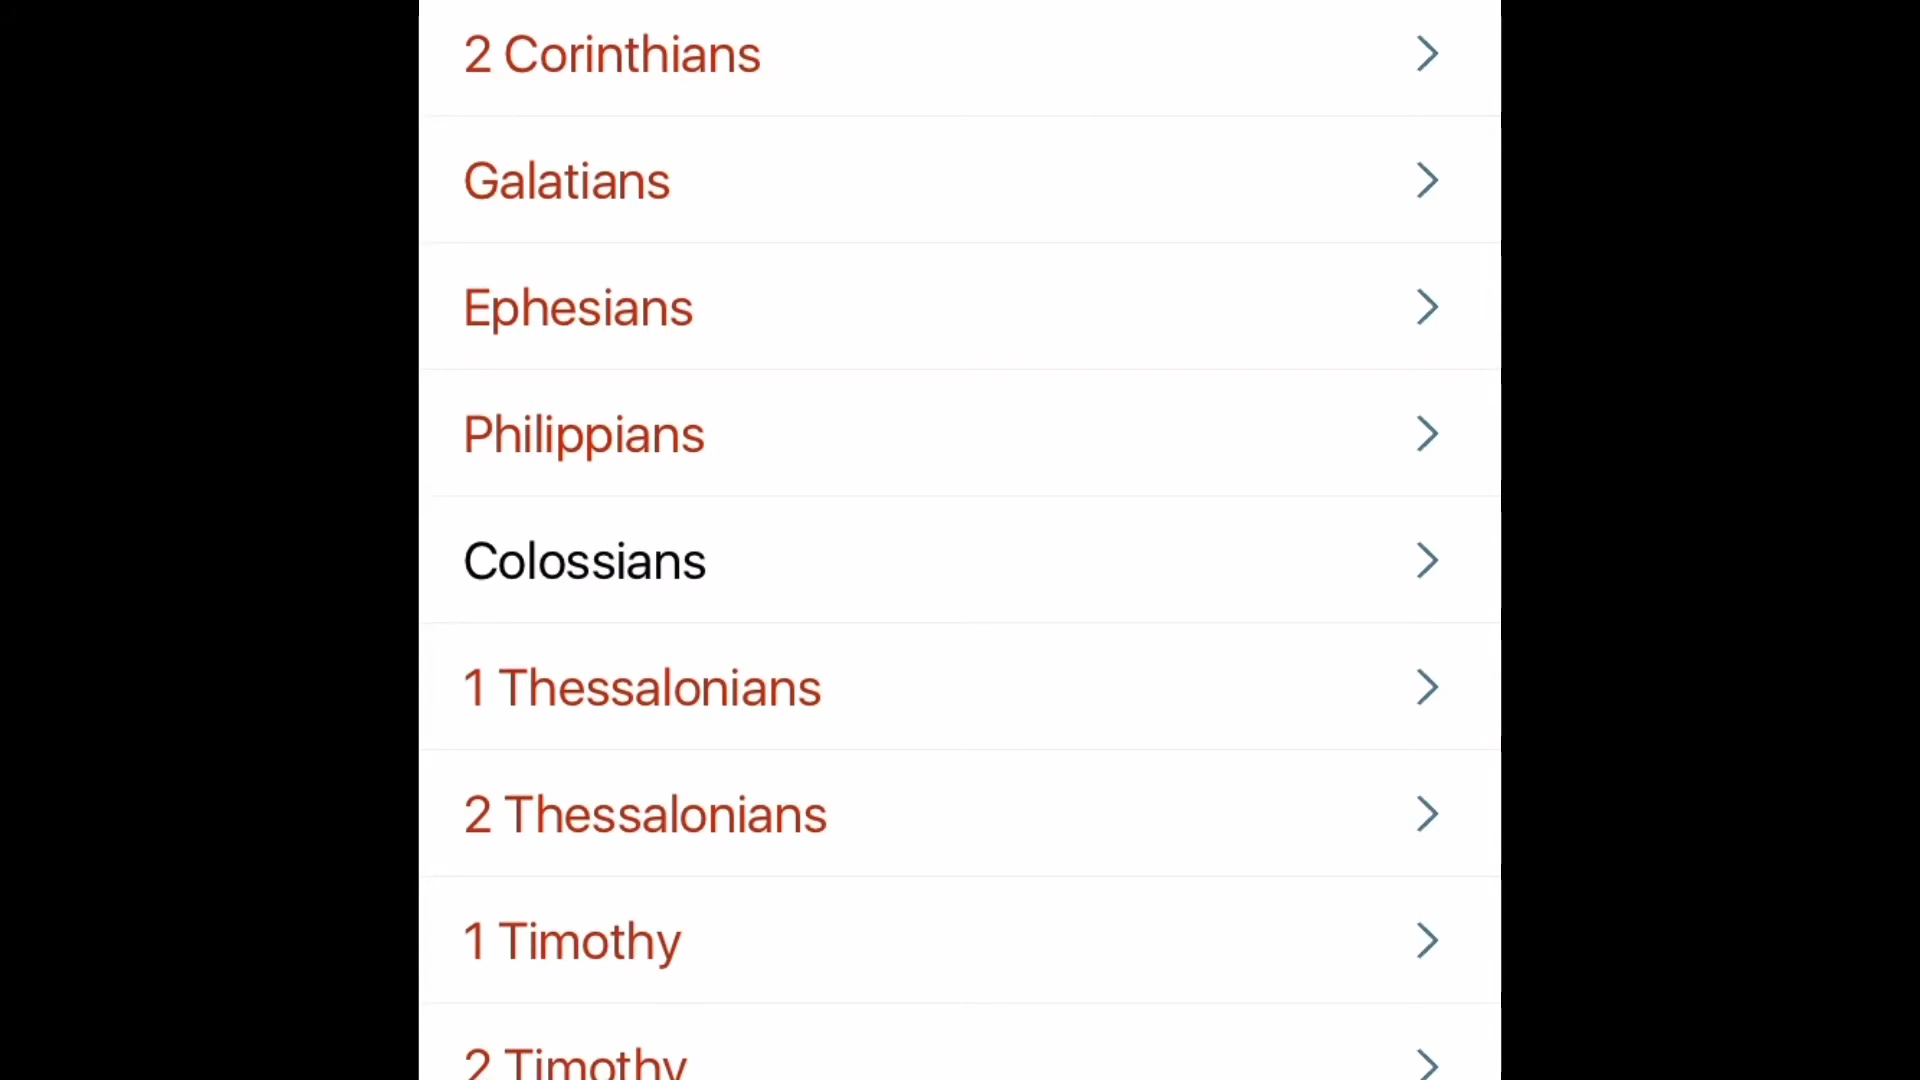 2 Corinthians
Galatians
Ephesians
Philippians
Colossians
1 Thessalonians
2 Thessalonians
1 Timothy
2 Timothy